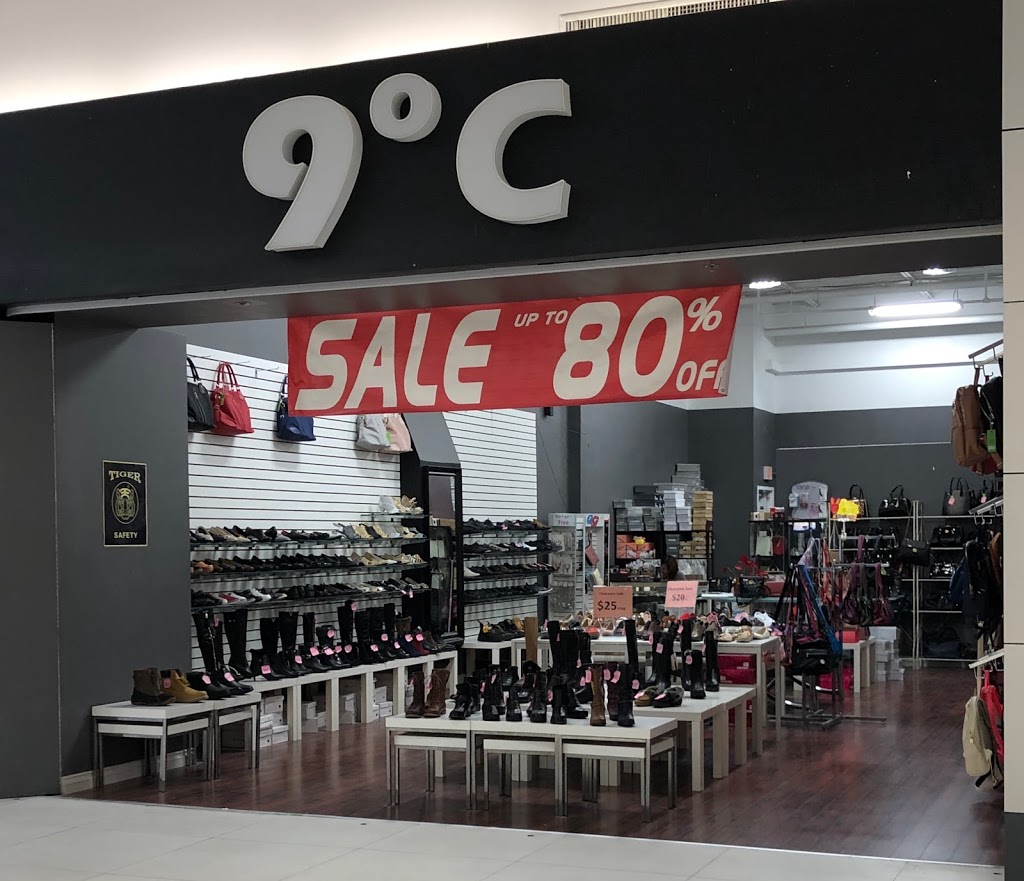 9°C
SALE UP TO 80% OFF
TIGER
SAFETY
$25
$20